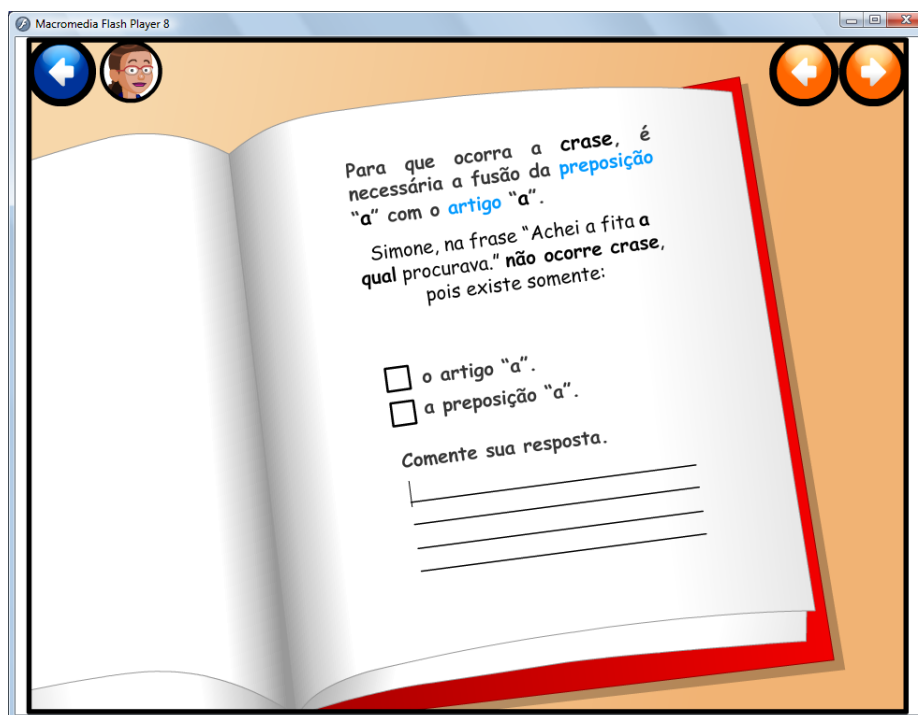 Macromedia Flash Player 8
Para que ocorra a crase, é
necessária a fusão da preposição
“a” com o artigo “a”.
Simone, na frase “Achei a fita a
qual procurava.” não ocorre crase,
pois existe somente:
o artigo “a”.
a preposição “a”.
Comente sua resposta.